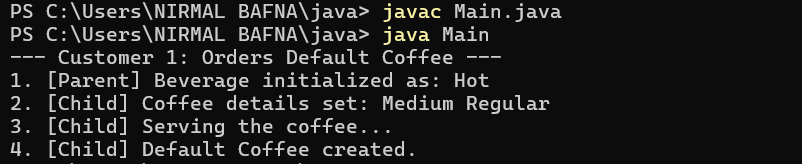 PS C:\Users\NIRMAL BAFNA\java> javac Main.java
PS C:\Users\NIRMAL BAFNA\java> java Main
--- Customer 1: Orders Default Coffee ---
1. [Parent] Beverage initialized as: Hot
2. [Child] Coffee details set: Medium Regular
3. [Child] Serving the coffee...
4. [Child] Default Coffee created.